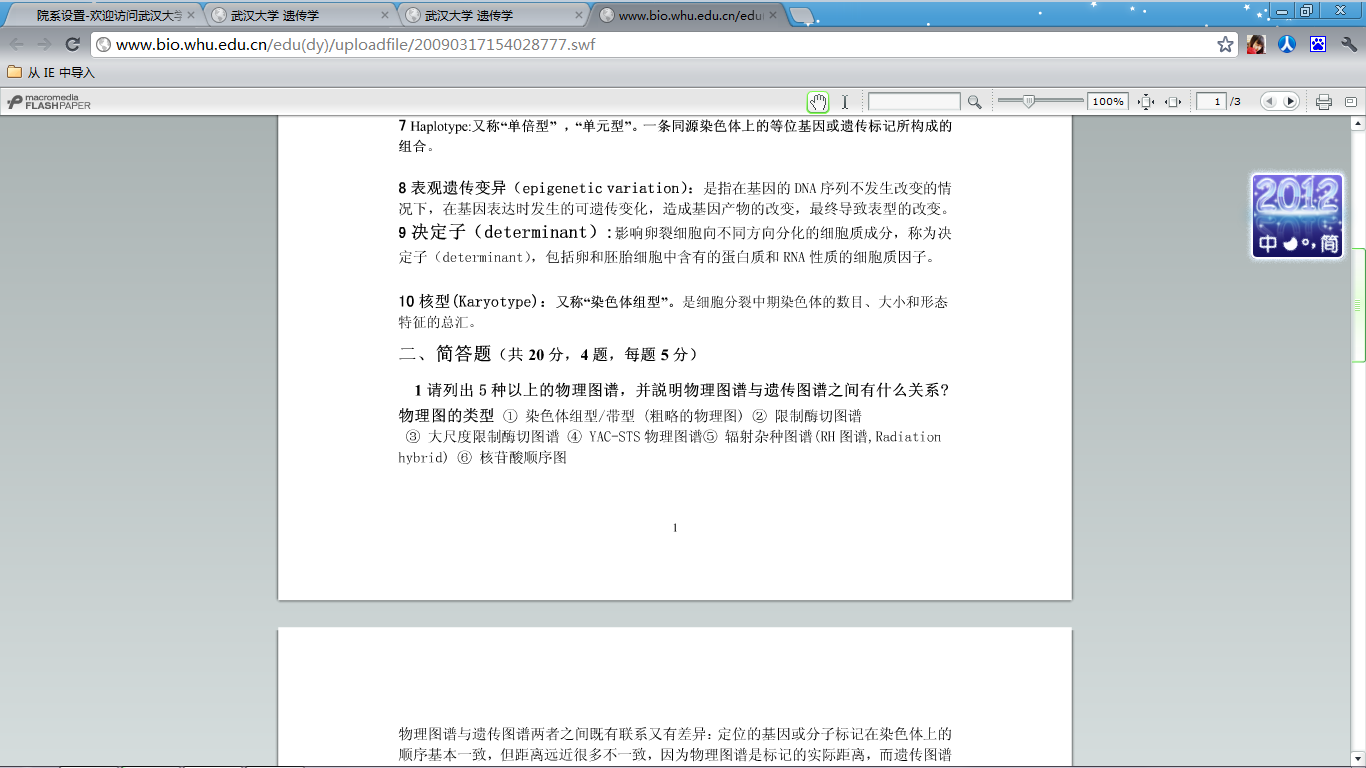 院系设置-欢迎访问武汉大学
武汉大学 遗传学
武汉大学 遗传学
www.bio.whu.edu.cn/edu
www.bio.whu.edu.cn/edu(dy)/uploadfile/20090317154028777.swf
从 IE 中导入
macromedia
FLASHPAPER
100%
1 /3
7 Haplotype:又称“单倍型” ，“单元型”。一条同源染色体上的等位基因或遗传标记所构成的
组合。
8 表观遗传变异（epigenetic variation）：是指在基因的 DNA 序列不发生改变的情
况下，在基因表达时发生的可遗传变化，造成基因产物的改变，最终导致表型的改变。
9 决定子（determinant）:影响卵裂细胞向不同方向分化的细胞质成分，称为决
定子（determinant），包括卵和胚胎细胞中含有的蛋白质和 RNA 性质的细胞质因子。
10 核型(Karyotype)：又称“染色体组型”。是细胞分裂中期染色体的数目、大小和形态
特征的总汇。
二、简答题（共 20 分，4 题，每题 5 分）
1 请列出 5 种以上的物理图谱，并説明物理图谱与遗传图谱之间有什么关系?
物理图的类型 ① 染色体组型/带型 (粗略的物理图) ② 限制酶切图谱
③ 大尺度限制酶切图谱 ④ YAC-STS 物理图谱⑤ 辐射杂种图谱(RH 图谱,Radiation
hybrid) ⑥ 核苷酸顺序图
1
物理图谱与遗传图谱两者之间既有联系又有差异：定位的基因或分子标记在染色体上的
顺序基本一致，但距离远近很多不一致，因为物理图谱是标记的实际距离，而遗传图谱
2012
中 简